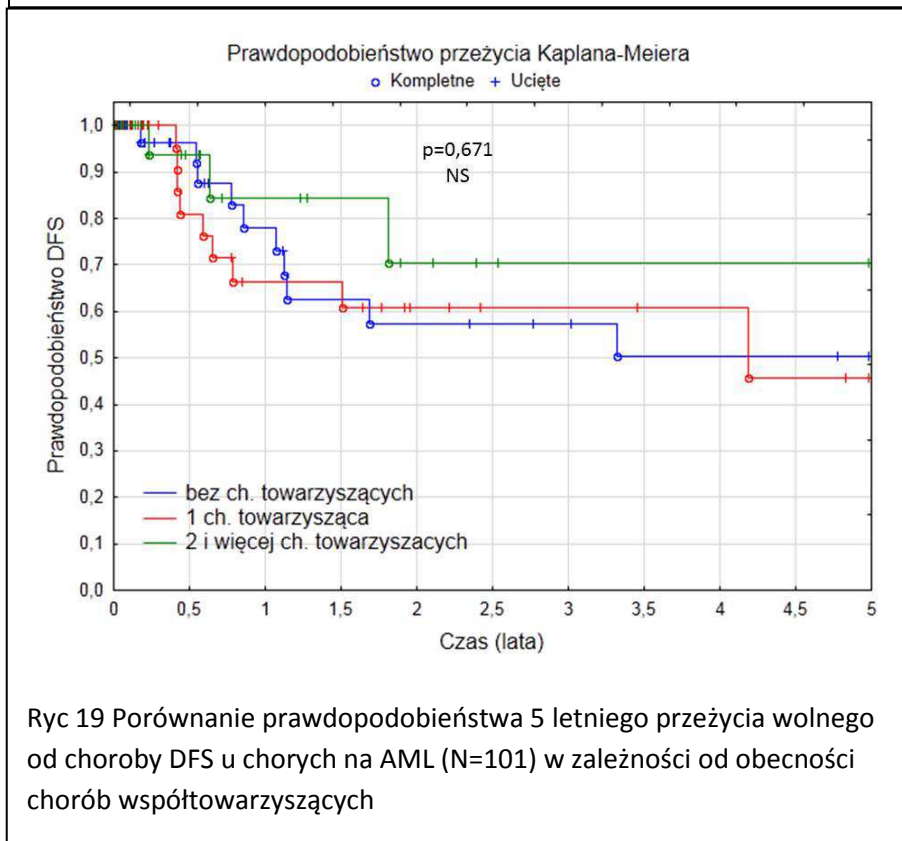 Prawdopodobieństwo przeżycia Kaplana-Meiera
o Kompletne + Ucięte
1,0
0,9
0,8
0,7
0,6
0,5
0,4
0,3
0,2
0,1
0,0
Prawdopodobieństwo DFS
p=0,671
NS
bez ch. towarzyszących
1 ch. towarzysząca
2 i więcej ch. towarzyszacych
0 0,5 1 1,5 2 2,5 3 3,5 4 4,5 5
Czas (lata)
Ryc 19 Porównanie prawdopodobieństwa 5 letniego przeżycia wolnego
od choroby DFS u chorych na AML (N=101) w zależności od obecności
chorób współtowarzyszących